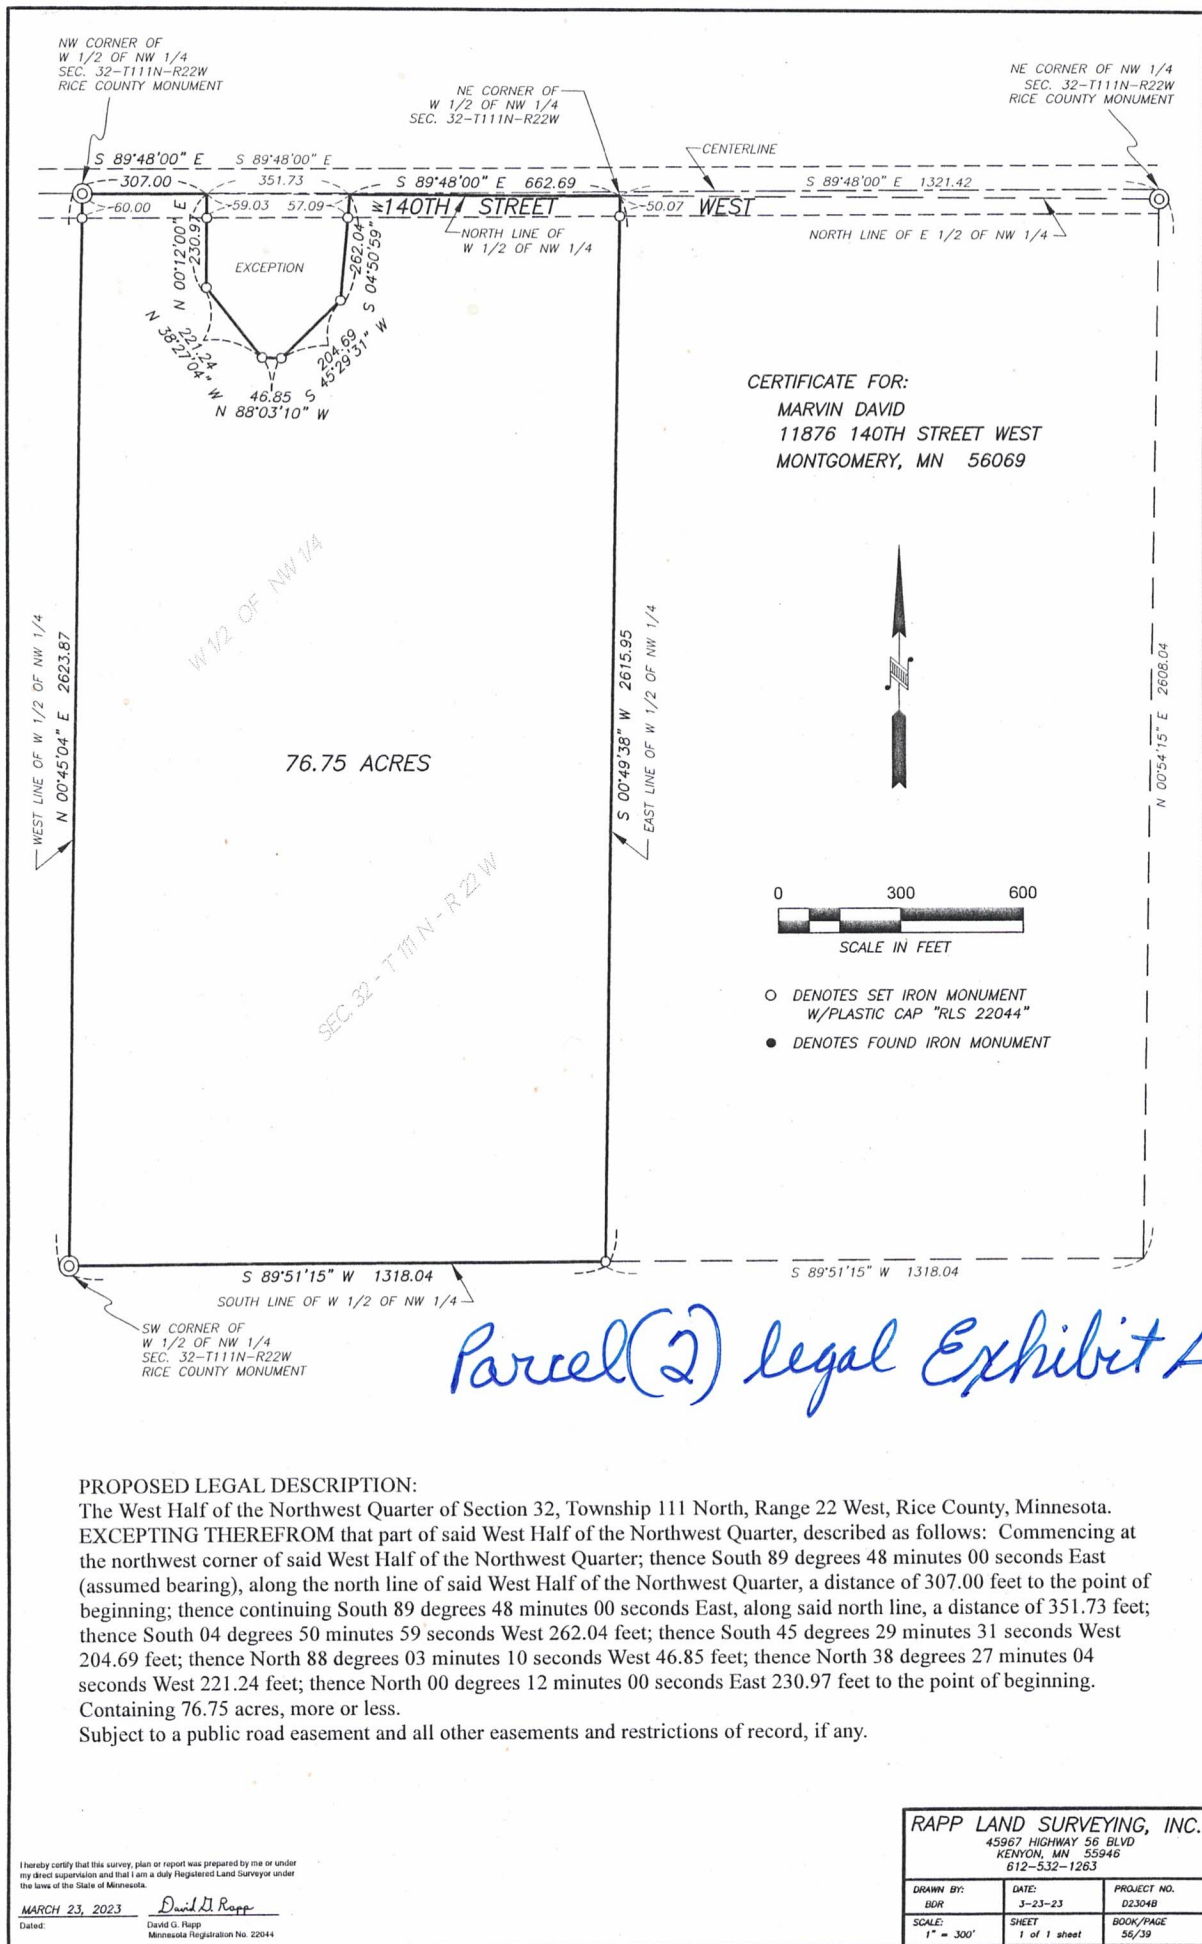 NW CORNER OF
W 1/2 OF NW 1/4
SEC. 32-T111N-R22W
RICE COUNTY MONUMENT
NE CORNER OF
W 1/2 OF NW 1/4
SEC. 32-T111N-R22W
NE CORNER OF NW 1/4
SEC. 32-T111N-R22W
RICE COUNTY MONUMENT
CENTERLINE
S 89°48'00" E
307.00
S 89°48'00" E
351.73
S 89°48'00" E 662.69
S 89°48'00" E 1321.42
60.00
59.03
57.09
140TH STREET WEST
50.07
NORTH LINE OF
W 1/2 OF NW 1/4
NORTH LINE OF E 1/2 OF NW 1/4
N 00°12'00" E
230.97
EXCEPTION
262.04
S 04°50'59" W
221.24
N 38°27'04" W
204.69
S 45°29'31" W
46.85
N 88°03'10" W
CERTIFICATE FOR:
MARVIN DAVID
11876 140TH STREET WEST
MONTGOMERY, MN 56069
W 1/2 OF NW 1/4
WEST LINE OF W 1/2 OF NW 1/4
N 00°45'04" E 2623.87
76.75 ACRES
S 00°49'38" W 2615.95
EAST LINE OF W 1/2 OF NW 1/4
N
N 00°54'15" E 2608.04
SEC. 32 - T 111 N - R 22 W
0 300 600
SCALE IN FEET
DENOTES SET IRON MONUMENT
W/PLASTIC CAP "RLS 22044"
DENOTES FOUND IRON MONUMENT
S 89°51'15" W 1318.04
SOUTH LINE OF W 1/2 OF NW 1/4
S 89°51'15" W 1318.04
SW CORNER OF
W 1/2 OF NW 1/4
SEC. 32-T111N-R22W
RICE COUNTY MONUMENT
Parcel (2) legal Exhibit
PROPOSED LEGAL DESCRIPTION:
The West Half of the Northwest Quarter of Section 32, Township 111 North, Range 22 West, Rice County, Minnesota.
EXCEPTING THEREFROM that part of said West Half of the Northwest Quarter, described as follows: Commencing at
the northwest corner of said West Half of the Northwest Quarter; thence South 89 degrees 48 minutes 00 seconds East
(assumed bearing), along the north line of said West Half of the Northwest Quarter, a distance of 307.00 feet to the point of
beginning; thence continuing South 89 degrees 48 minutes 00 seconds East, along said north line, a distance of 351.73 feet;
thence South 04 degrees 50 minutes 59 seconds West 262.04 feet; thence South 45 degrees 29 minutes 31 seconds West
204.69 feet; thence North 88 degrees 03 minutes 10 seconds West 46.85 feet; thence North 38 degrees 27 minutes 04
seconds West 221.24 feet; thence North 00 degrees 12 minutes 00 seconds East 230.97 feet to the point of beginning.
Containing 76.75 acres, more or less.
Subject to a public road easement and all other easements and restrictions of record, if any.
I hereby certify that this survey, plan or report was prepared by me or under
my direct supervision and that I am a duly Registered Land Surveyor under
the laws of the State of Minnesota.
MARCH 23, 2023 David G. Rapp
Dated: David G. Rapp
Minnesota Registration No. 22044
RAPP LAND SURVEYING, INC.
45967 HIGHWAY 56 BLVD
KENYON, MN 55946
612-532-1263
DRAWN BY: DATE: PROJECT NO.
BDR 3-23-23 D2304B
SCALE: SHEET BOOK/PAGE
1" = 300' 1 of 1 sheet 56/39